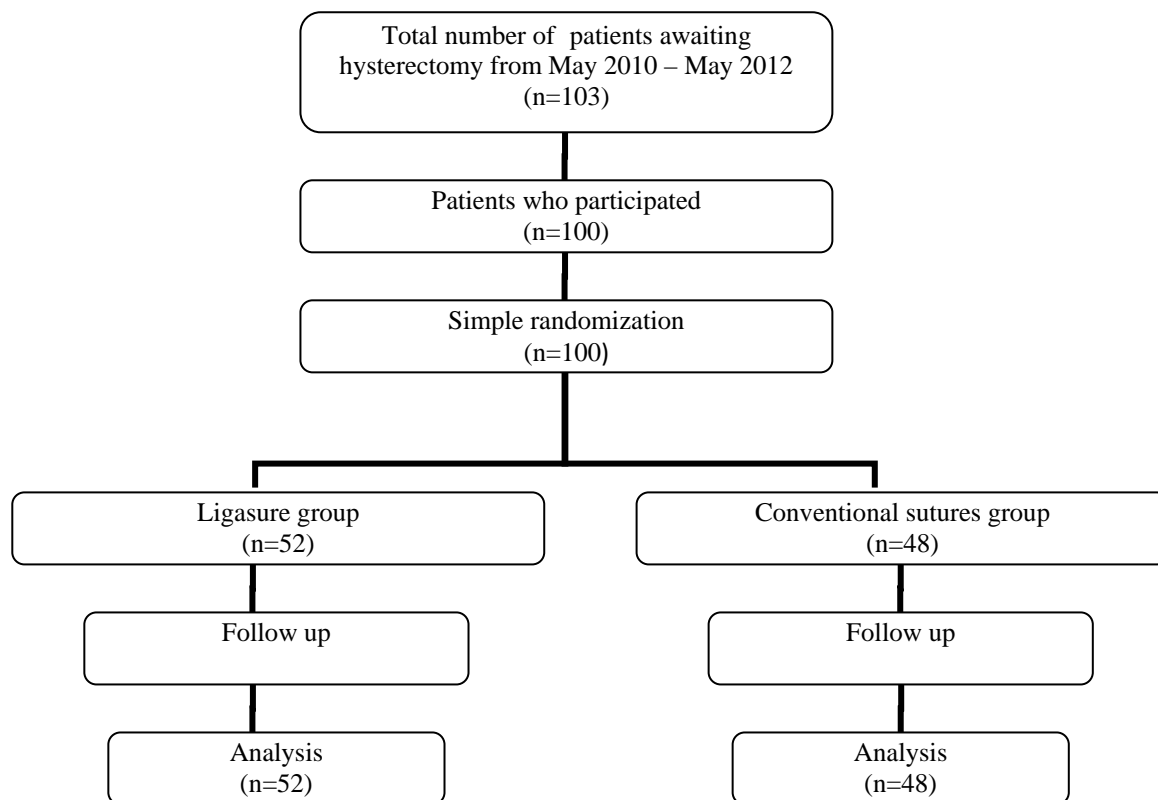 Total number of patients awaiting
hysterectomy from May 2010 – May 2012
(n=103)
Patients who participated
(n=100)
Simple randomization
(n=100)
Ligasure group
(n=52)
Conventional sutures group
(n=48)
Follow up
Follow up
Analysis
(n=52)
Analysis
(n=48)